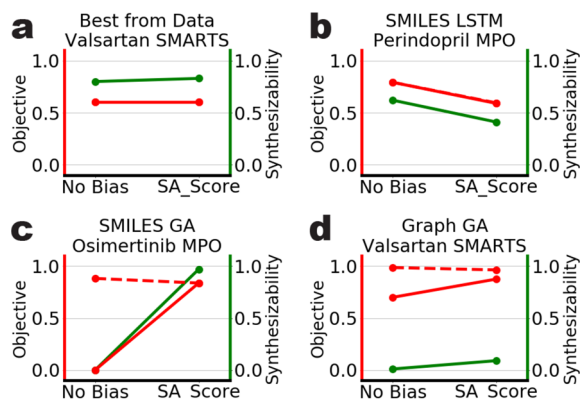 a
Best from Data
Valsartan SMARTS
1.0
0.5
0.0
Objective
1.0
0.5
0.0
Synthesizability
No Bias
SA_Score
b
SMILES LSTM
Perindopril MPO
1.0
0.5
0.0
Objective
1.0
0.5
0.0
Synthesizability
No Bias
SA_Score
c
SMILES GA
Osimertinib MPO
1.0
0.5
0.0
Objective
1.0
0.5
0.0
Synthesizability
No Bias
SA_Score
d
Graph GA
Valsartan SMARTS
1.0
0.5
0.0
Objective
1.0
0.5
0.0
Synthesizability
No Bias
SA_Score